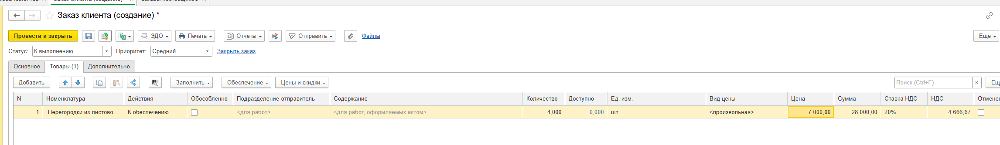 Заказ клиента (создание) *
Провести и закрыть ЭДО Печать Отчеты Отправить Файлы Еще
Статус: К выполнению Приоритет: Средний Закрыть заказ
Основное Товары (1) Дополнительно
Добавить Заполнить Обеспечение Цены и скидки Поиск (Ctrl+F) × Ещ
N Номенклатура Действия Обособленно Подразделение-отправитель Содержание Количество Доступно Ед. изм. Вид цены Цена Сумма Ставка НДС НДС Отменен
1 Перегородки из листово... К обеспечению <для работ> <для работ, оформляемых актом> 4,000 0,000 шт <произвольная> 7 000,00 28 000,00 20% 4 666,67